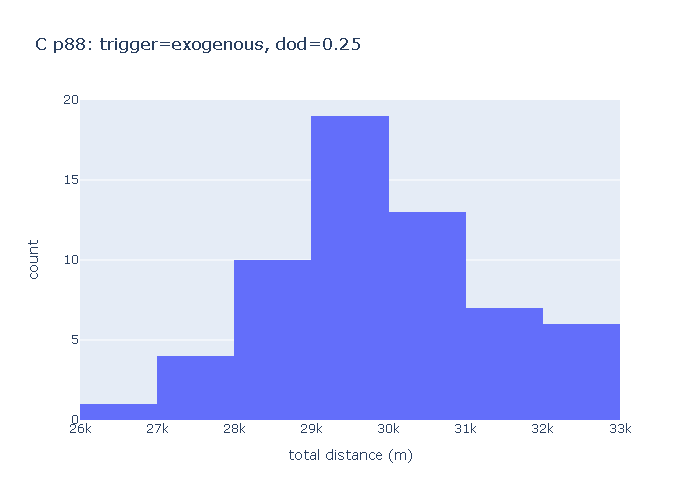 C p88: trigger=exogenous, dod=0.25
20
15
10
5
0
count
26k 27k 28k 29k 30k 31k 32k 33k
total distance (m)